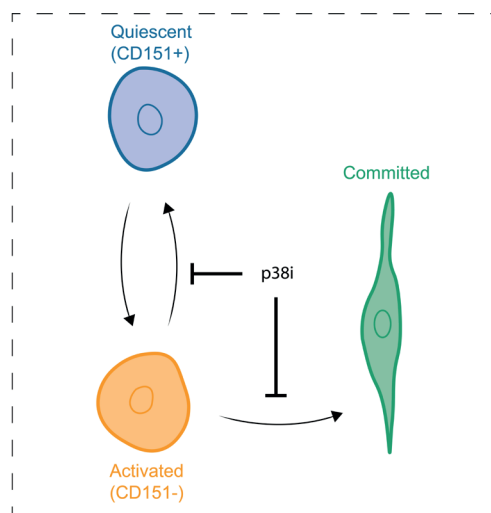 Quiescent
(CD151+)
Committed
p38i
Activated
(CD151-)